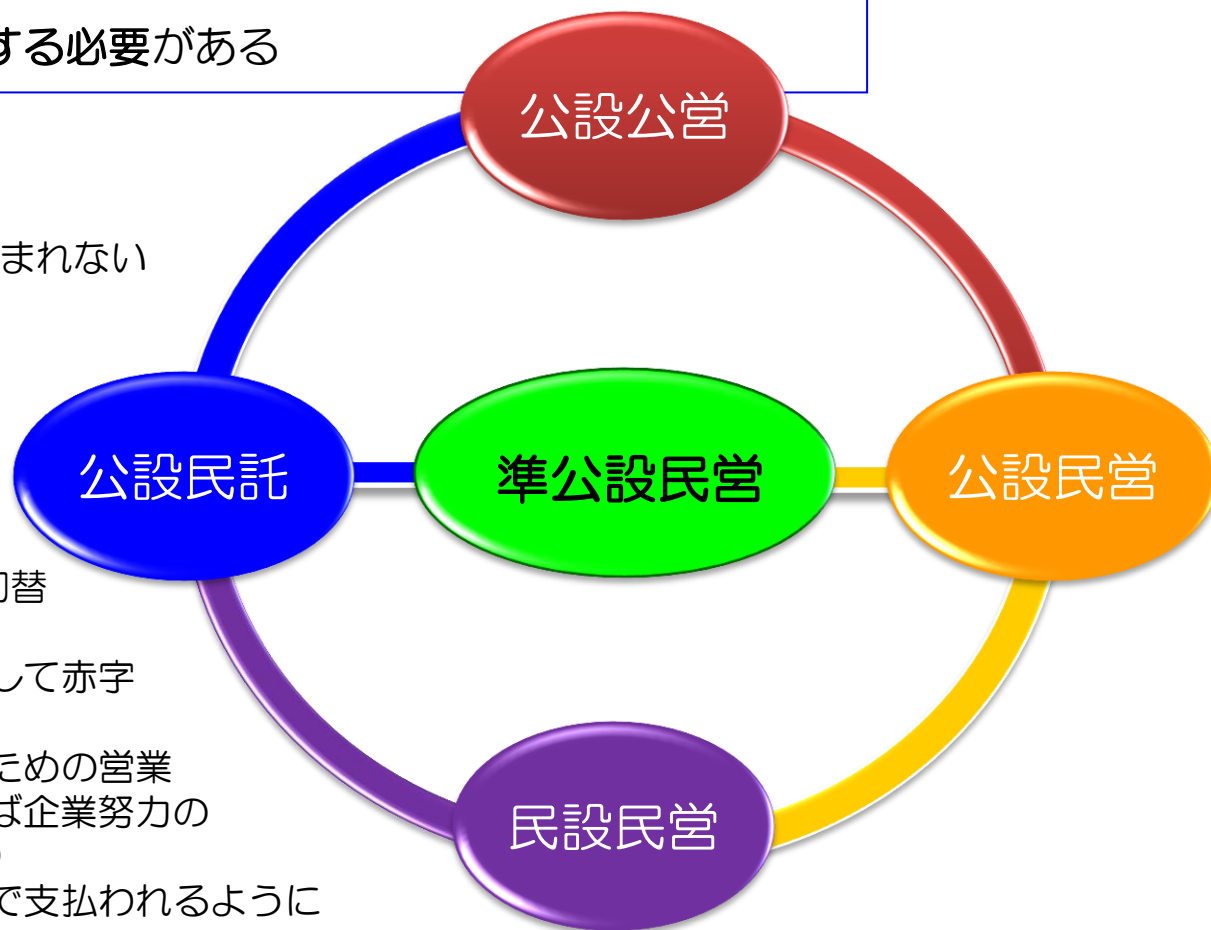 する必要がある
公設公営
まれない
公設民託
準公設民営
公設民営
して赤字
ための営業
ば企業努力の
民設民営
で支払われるように